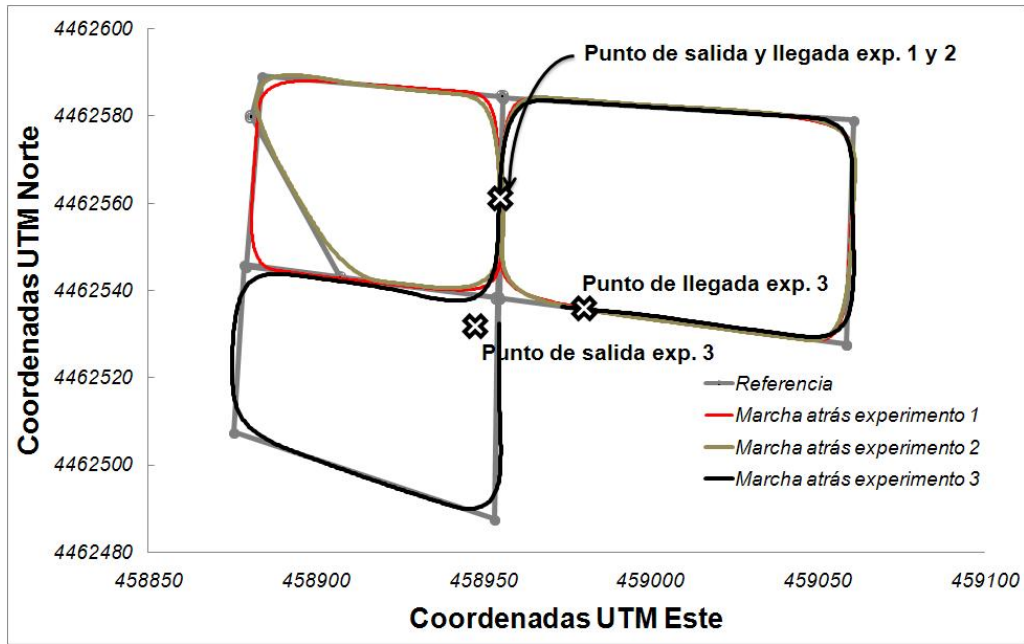 4462600
Punto de salida y llegada exp. 1 y 2
4462580
4462560
Punto de llegada exp. 3
4462540
Punto de salida exp. 3
4462520
Referencia
Marcha atrás experimento 1
4462500
Marcha atrás experimento 2
Marcha atrás experimento 3
4462480
Coordenadas UTM Norte
458850 458900 458950 459000 459050 459100
Coordenadas UTM Este